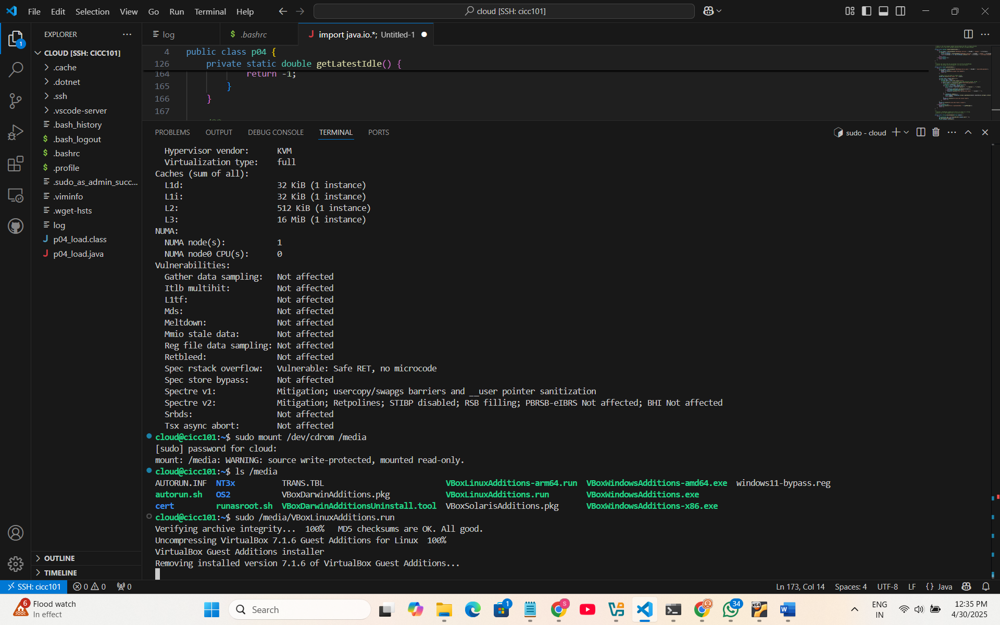 File Edit Selection View Go Run Terminal Help
cloud [SSH: cicc101]
EXPLORER
1
CLOUD [SSH: CICC101]
.cache
.dotnet
.ssh
.vscode-server
.bash_history
.bash_logout
.bashrc
.profile
.sudo_as_admin_succ...
.viminfo
.wget-hsts
log
p04_load.class
p04_load.java
OUTLINE
TIMELINE
log
.bashrc
import java.io.*; Untitled-1
4 public class p04 {
126 private static double getLatestIdle() {
164 return -1;
165 }
166 }
167
PROBLEMS OUTPUT DEBUG CONSOLE TERMINAL PORTS
sudo - cloud
Hypervisor vendor: KVM
Virtualization type: full
Caches (sum of all):
L1d: 32 KiB (1 instance)
L1i: 32 KiB (1 instance)
L2: 512 KiB (1 instance)
L3: 16 MiB (1 instance)
NUMA:
NUMA node(s): 1
NUMA node0 CPU(s): 0
Vulnerabilities:
Gather data sampling: Not affected
Itlb multihit: Not affected
L1tf: Not affected
Mds: Not affected
Meltdown: Not affected
Mmio stale data: Not affected
Reg file data sampling: Not affected
Retbleed: Not affected
Spec rstack overflow: Vulnerable: Safe RET, no microcode
Spec store bypass: Not affected
Spectre v1: Mitigation; usercopy/swapgs barriers and __user pointer sanitization
Spectre v2: Mitigation; Retpolines; STIBP disabled; RSB filling; PBRSB-eIBRS Not affected; BHI Not affected
Srbds: Not affected
Tsx async abort: Not affected
cloud@cicc101:~$ sudo mount /dev/cdrom /media
[sudo] password for cloud:
mount: /media: WARNING: source write-protected, mounted read-only.
cloud@cicc101:~$ ls /media
AUTORUN.INF NT3x TRANS.TBL VBoxLinuxAdditions-arm64.run VBoxWindowsAdditions-amd64.exe windows11-bypass.reg
autorun.sh OS2 VBoxDarwinAdditions.pkg VBoxLinuxAdditions.run VBoxWindowsAdditions.exe
cert runasroot.sh VBoxDarwinAdditionsUninstall.tool VBoxSolarisAdditions.pkg VBoxWindowsAdditions-x86.exe
cloud@cicc101:~$ sudo /media/VBoxLinuxAdditions.run
Verifying archive integrity... 100% MD5 checksums are OK. All good.
Uncompressing VirtualBox 7.1.6 Guest Additions for Linux 100%
VirtualBox Guest Additions installer
Removing installed version 7.1.6 of VirtualBox Guest Additions...
SSH: cicc101 0 0 0 Ln 173, Col 14 Spaces: 4 UTF-8 LF {} Java
6 Flood watch
In effect
Search
1
S
34
x64
W
ENG
IN
12:35 PM
4/30/2025